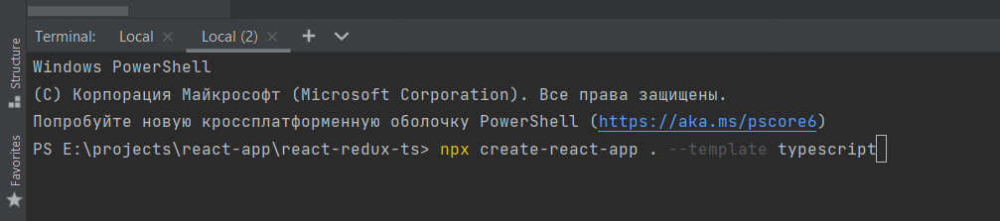 Terminal: Local Local (2)
Structure
Windows PowerShell
(C) Корпорация Майкрософт (Microsoft Corporation). Все права защищены.
Попробуйте новую кроссплатформенную оболочку PowerShell (https://aka.ms/pscore6)
PS E:\projects\react-app\react-redux-ts> npx create-react-app . --template typescript
Favorites